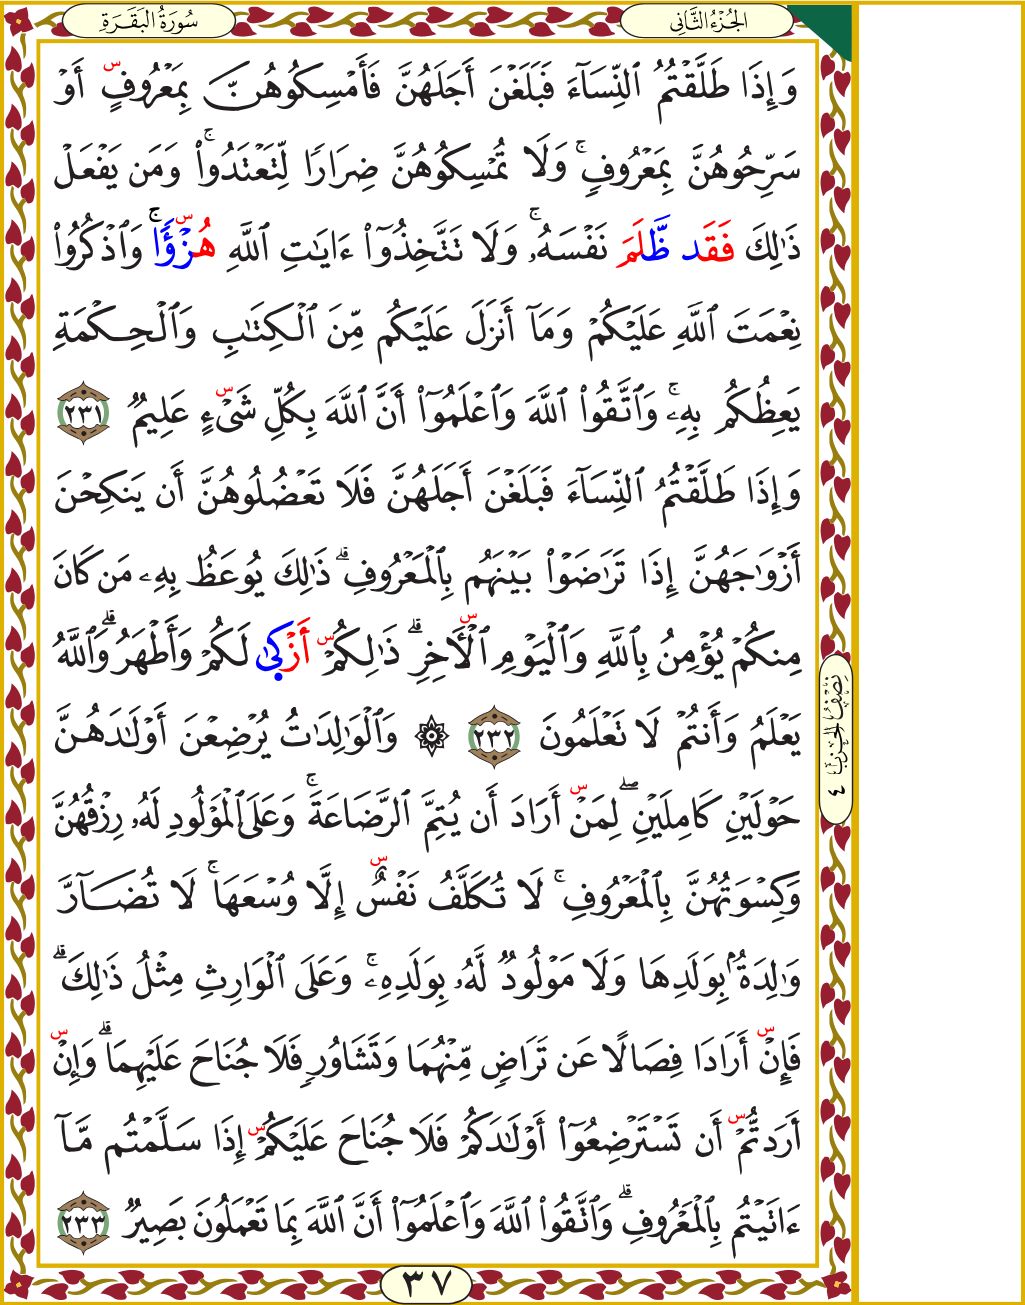 الجُزْءُ الثَّانِي
سُورَةُ البَقَرَةِ
وَإِذَا طَلَّقْتُمُ ٱلنِّسَآءَ فَبَلَغْنَ أَجَلَهُنَّ فَأَمْسِكُوهُنَّ بِمَعْرُوفٍ أَوْ
سَرِّحُوهُنَّ بِمَعْرُوفٍ ۚ وَلَا تُمْسِكُوهُنَّ ضِرَارًا لِّتَعْتَدُوا۟ ۚ وَمَن يَفْعَلْ
ذَٰلِكَ فَقَد ظَّلَمَ نَفْسَهُۥ ۚ وَلَا تَتَّخِذُوٓا۟ ءَايَٰتِ ٱللَّهِ هُزْؤًا ۚ وَٱذْكُرُوا۟
نِعْمَتَ ٱللَّهِ عَلَيْكُمْ وَمَآ أَنزَلَ عَلَيْكُم مِّنَ ٱلْكِتَٰبِ وَٱلْحِكْمَةِ
يَعِظُكُم بِهِۦ ۚ وَٱتَّقُوا۟ ٱللَّهَ وَٱعْلَمُوٓا۟ أَنَّ ٱللَّهَ بِكُلِّ شَىْءٍ عَلِيمٌ ٢٣١
وَإِذَا طَلَّقْتُمُ ٱلنِّسَآءَ فَبَلَغْنَ أَجَلَهُنَّ فَلَا تَعْضُلُوهُنَّ أَن يَنكِحْنَ
أَزْوَٰجَهُنَّ إِذَا تَرَٰضَوْا۟ بَيْنَهُم بِٱلْمَعْرُوفِ ۗ ذَٰلِكَ يُوعَظُ بِهِۦ مَن كَانَ
مِنكُمْ يُؤْمِنُ بِٱللَّهِ وَٱلْيَوْمِ ٱلْـَٔاخِرِ ۗ ذَٰلِكُمْ أَزْكَىٰ لَكُمْ وَأَطْهَرُ ۗ وَٱللَّهُ
يَعْلَمُ وَأَنتُمْ لَا تَعْلَمُونَ ٢٣٢ ۞ وَٱلْوَٰلِدَٰتُ يُرْضِعْنَ أَوْلَٰدَهُنَّ
حَوْلَيْنِ كَامِلَيْنِ ۖ لِمَنْ أَرَادَ أَن يُتِمَّ ٱلرَّضَاعَةَ ۚ وَعَلَى ٱلْمَوْلُودِ لَهُۥ رِزْقُهُنَّ
وَكِسْوَتُهُنَّ بِٱلْمَعْرُوفِ ۚ لَا تُكَلَّفُ نَفْسٌ إِلَّا وُسْعَهَا ۚ لَا تُضَآرَّ
وَٰلِدَةٌۢ بِوَلَدِهَا وَلَا مَوْلُودٌ لَّهُۥ بِوَلَدِهِۦ ۚ وَعَلَى ٱلْوَارِثِ مِثْلُ ذَٰلِكَ ۗ
فَإِنْ أَرَادَا فِصَالًا عَن تَرَاضٍ مِّنْهُمَا وَتَشَاوُرٍ فَلَا جُنَاحَ عَلَيْهِمَا ۗ وَإِنْ
أَرَدتُّمْ أَن تَسْتَرْضِعُوٓا۟ أَوْلَٰدَكُمْ فَلَا جُنَاحَ عَلَيْكُمْ إِذَا سَلَّمْتُم مَّآ
ءَاتَيْتُم بِٱلْمَعْرُوفِ ۗ وَٱتَّقُوا۟ ٱللَّهَ وَٱعْلَمُوٓا۟ أَنَّ ٱللَّهَ بِمَا تَعْمَلُونَ بَصِيرٌ ٢٣٣
نِصْفُ الحِزْب ٤
٣٧